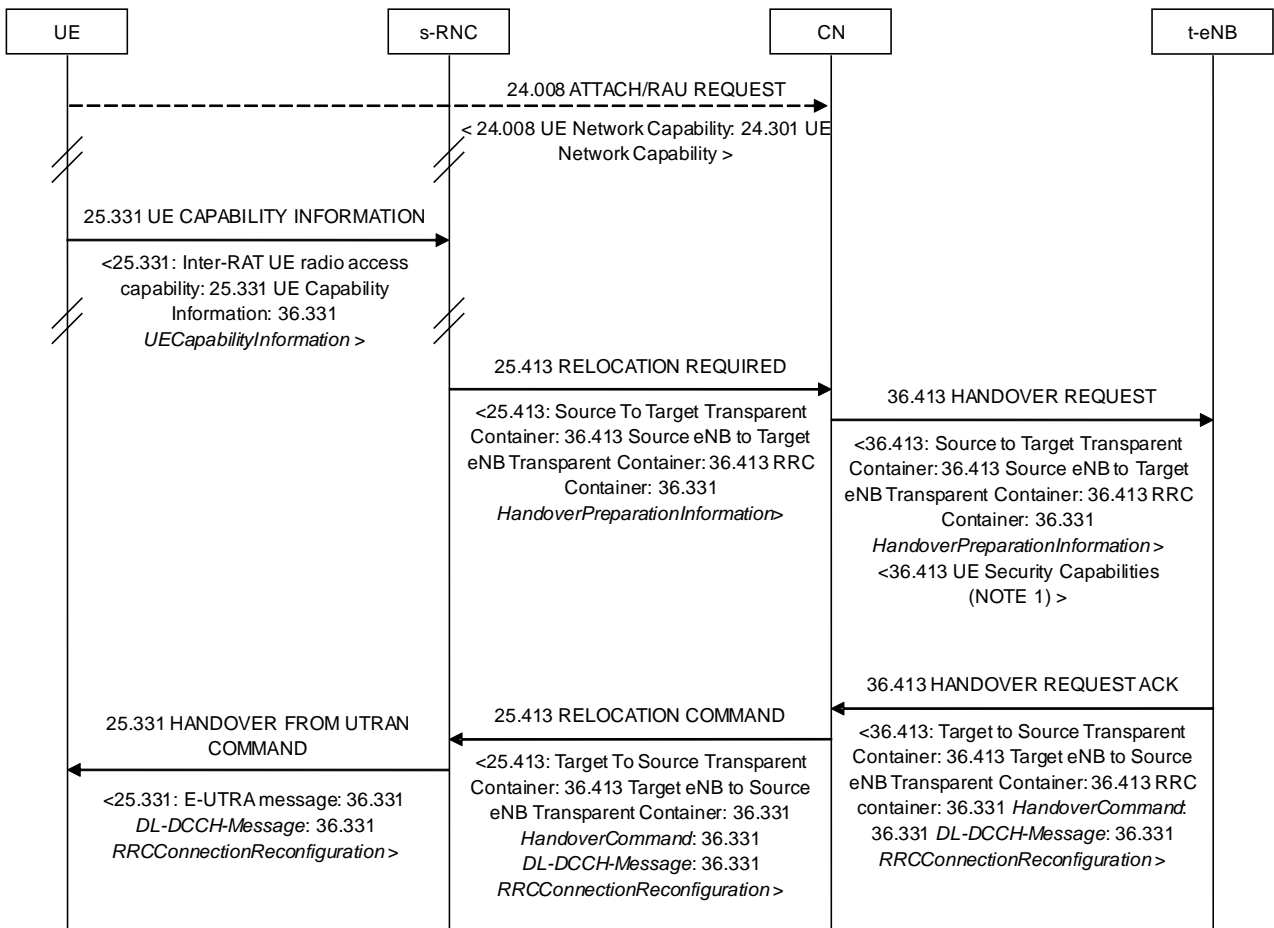 UE
s-RNC
CN
t-eNB
24.008 ATTACH/RAU REQUEST
< 24.008 UE Network Capability: 24.301 UE
Network Capability >
25.331 UE CAPABILITY INFORMATION
<25.331: Inter-RAT UE radio access
capability: 25.331 UE Capability
Information: 36.331
UECapabilityInformation >
25.413 RELOCATION REQUIRED
<25.413: Source To Target Transparent
Container: 36.413 Source eNB to Target
eNB Transparent Container: 36.413 RRC
Container: 36.331
HandoverPreparationInformation>
36.413 HANDOVER REQUEST
<36.413: Source to Target Transparent
Container: 36.413 Source eNB to Target
eNB Transparent Container: 36.413 RRC
Container: 36.331
HandoverPreparationInformation >
<36.413 UE Security Capabilities
(NOTE 1) >
36.413 HANDOVER REQUEST ACK
<36.413: Target to Source Transparent
Container: 36.413 Target eNB to Source
eNB Transparent Container: 36.413 RRC
container: 36.331 HandoverCommand:
36.331 DL-DCCH-Message: 36.331
RRCConnectionReconfiguration >
25.413 RELOCATION COMMAND
<25.413: Target To Source Transparent
Container: 36.413 Target eNB to Source
eNB Transparent Container: 36.331
HandoverCommand: 36.331
DL-DCCH-Message: 36.331
RRCConnectionReconfiguration >
25.331 HANDOVER FROM UTRAN
COMMAND
<25.331: E-UTRA message: 36.331
DL-DCCH-Message: 36.331
RRCConnectionReconfiguration >